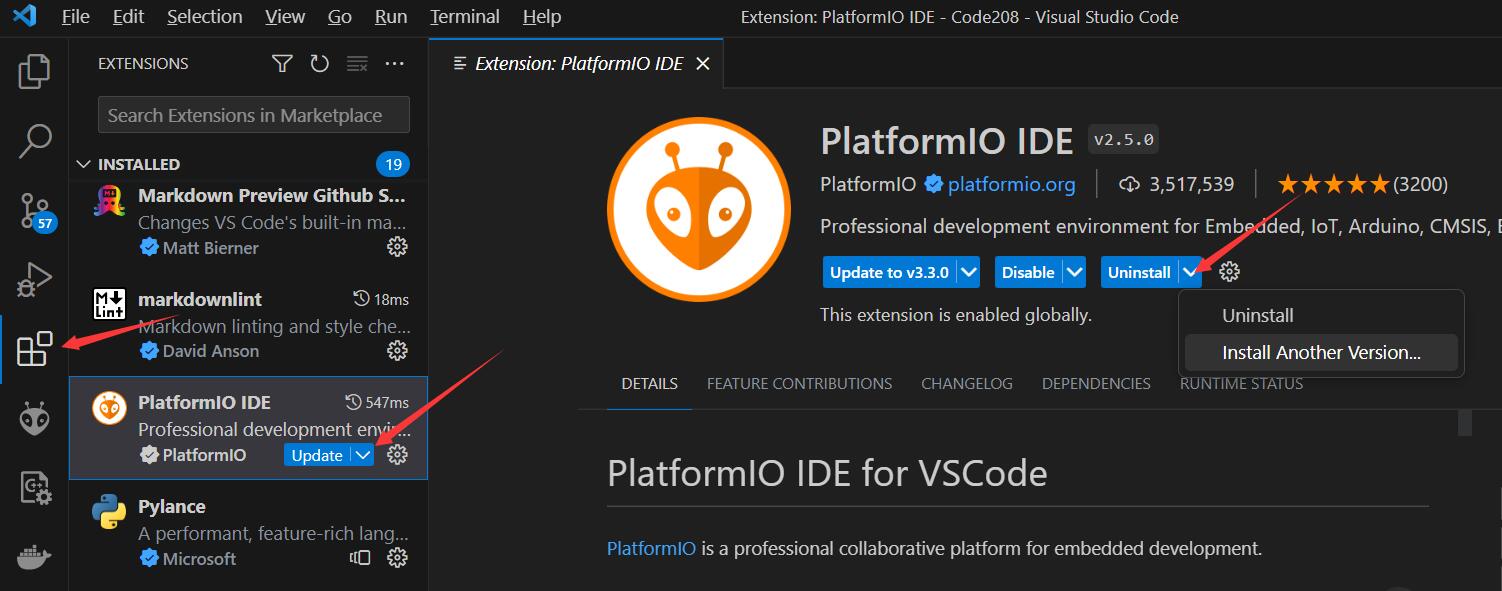 File Edit Selection View Go Run Terminal Help
Extension: PlatformIO IDE - Code208 - Visual Studio Code
EXTENSIONS
Search Extensions in Marketplace
INSTALLED
19
57
Markdown Preview Github S...
Changes VS Code's built-in ma...
Matt Bierner
M
Lint
markdownlint
18ms
Markdown linting and style che...
David Anson
PlatformIO IDE
547ms
Professional development envir...
PlatformIO
Update
Pylance
A performant, feature-rich lang...
Microsoft
Extension: PlatformIO IDE
PlatformIO IDE
v2.5.0
PlatformIO
platformio.org
3,517,539
(3200)
Professional development environment for Embedded, IoT, Arduino, CMSIS, E
Update to v3.3.0
Disable
Uninstall
This extension is enabled globally.
Uninstall
Install Another Version...
DETAILS
FEATURE CONTRIBUTIONS
CHANGELOG
DEPENDENCIES
RUNTIME STATUS
PlatformIO IDE for VSCode
PlatformIO is a professional collaborative platform for embedded development.